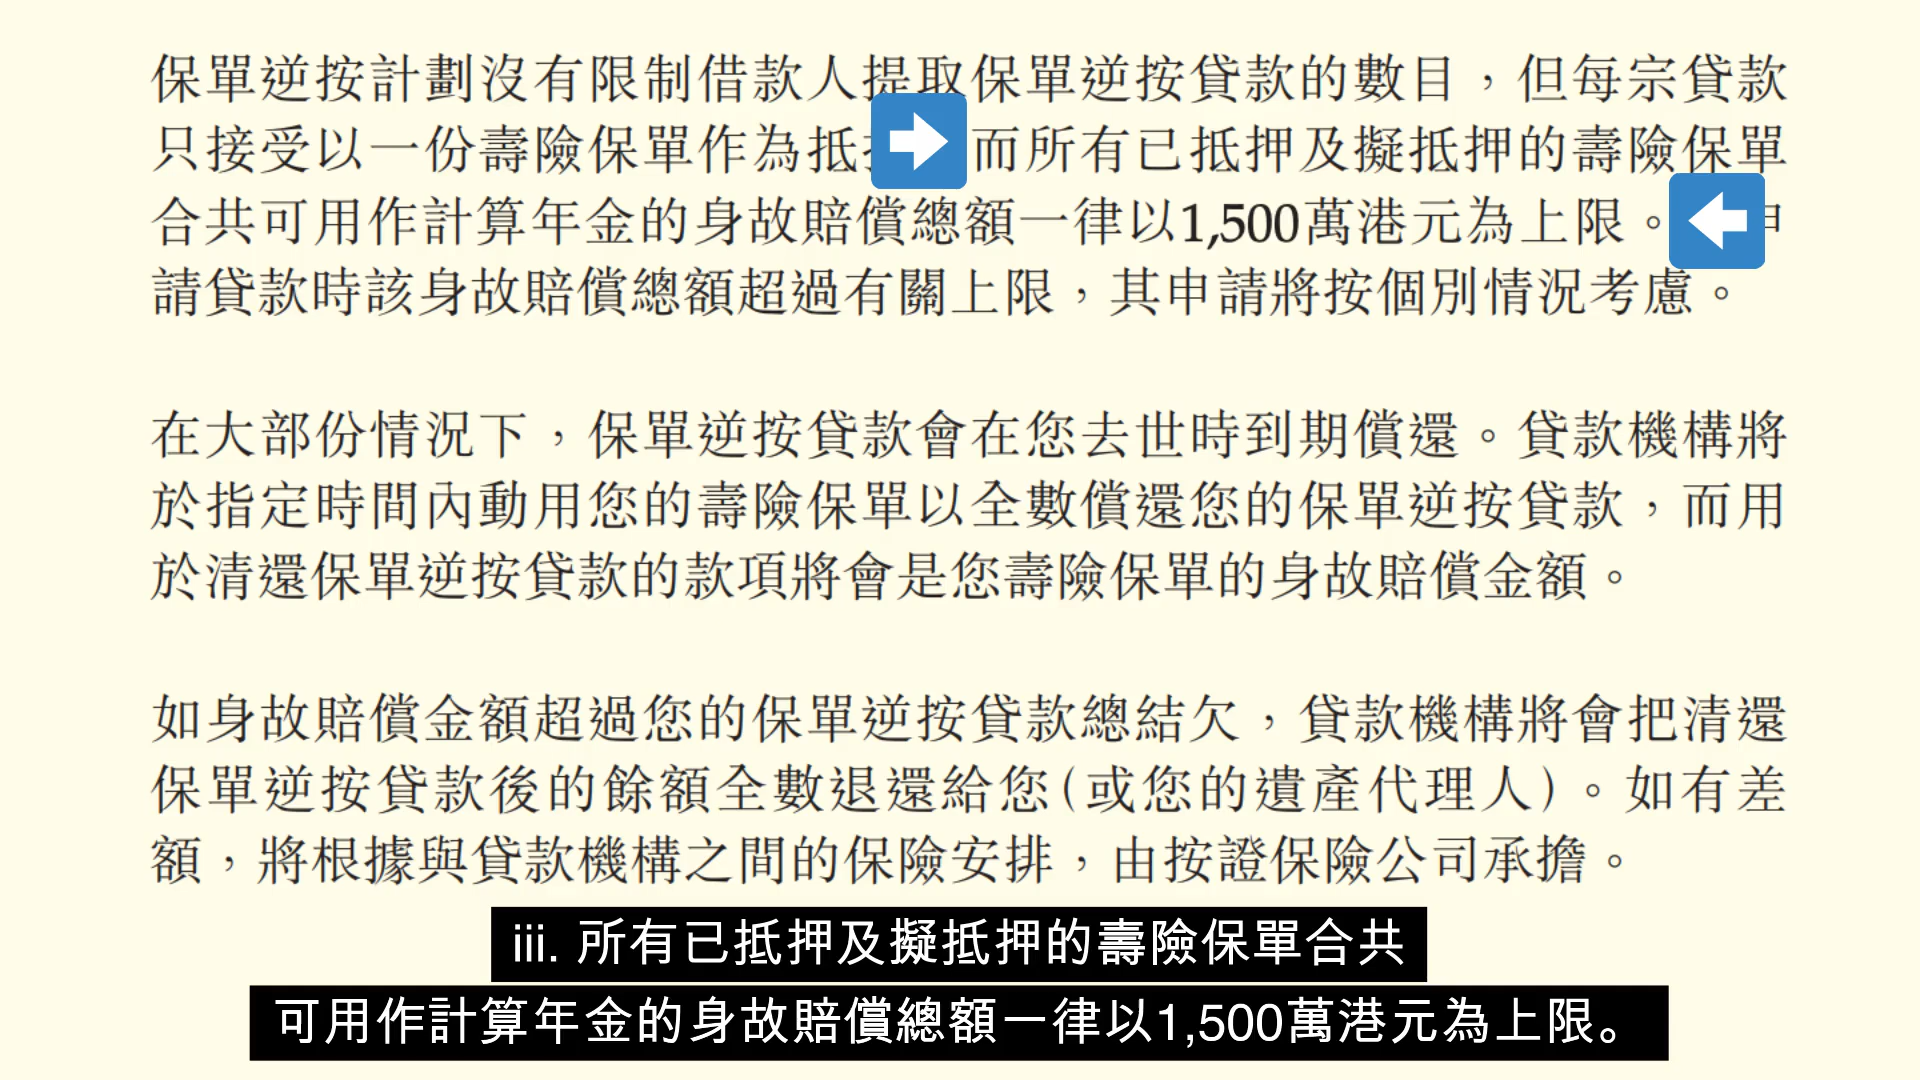 保單逆按計劃沒有限制借款人提取保單逆按貸款的數目，但每宗貸款
只接受以一份壽險保單作為抵 而所有已抵押及擬抵押的壽險保單
合共可用作計算年金的身故賠償總額一律以1,500萬港元為上限。
請貸款時該身故賠償總額超過有關上限，其申請將按個別情況考慮。
在大部份情況下，保單逆按貸款會在您去世時到期償還。貸款機構將
於指定時間內動用您的壽險保單以全數償還您的保單逆按貸款，而用
於清還保單逆按貸款的款項將會是您壽險保單的身故賠償金額。
如身故賠償金額超過您的保單逆按貸款總結欠，貸款機構將會把清還
保單逆按貸款後的餘額全數退還給您(或您的遺產代理人)。如有差
額，將根據與貸款機構之間的保險安排，由按證保險公司承擔。
iii. 所有已抵押及擬抵押的壽險保單合共
可用作計算年金的身故賠償總額一律以1,500萬港元為上限。